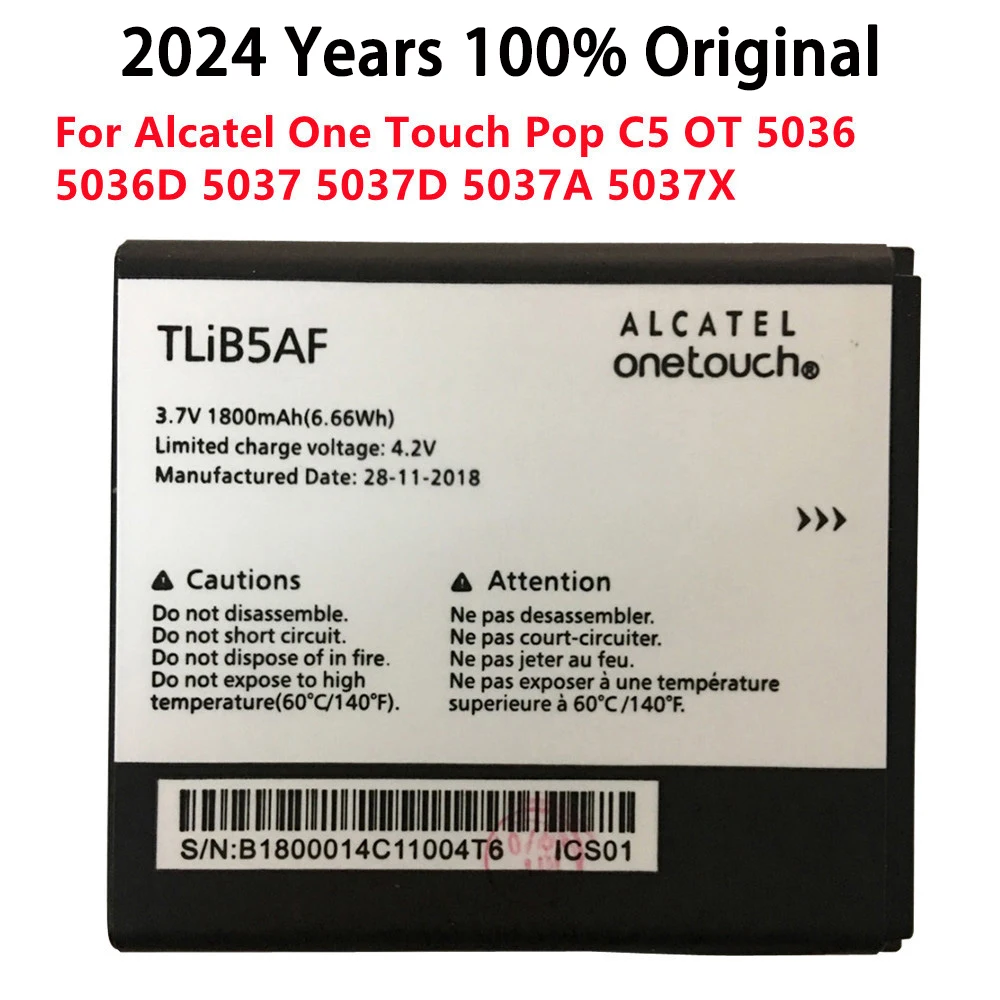 2024 Years 100% Original
For Alcatel One Touch Pop C5 OT 5036
5036D 5037 5037D 5037A 5037X
TLiB5AF
ALCATEL
onetouch®
3.7V 1800mAh(6.66Wh)
Limited charge voltage: 4.2V
Manufactured Date: 28-11-2018
>>>
Cautions
Do not disassemble.
Do not short circuit.
Do not dispose of in fire.
Do not expose to high
temperature(60°C/140°F).
Attention
Ne pas desassembler.
Ne pas court-circuiter.
Ne pas jeter au feu.
Ne pas exposer à une température
superieure à 60°C/140°F.
S/N:B1800014C11004T6 ICS01